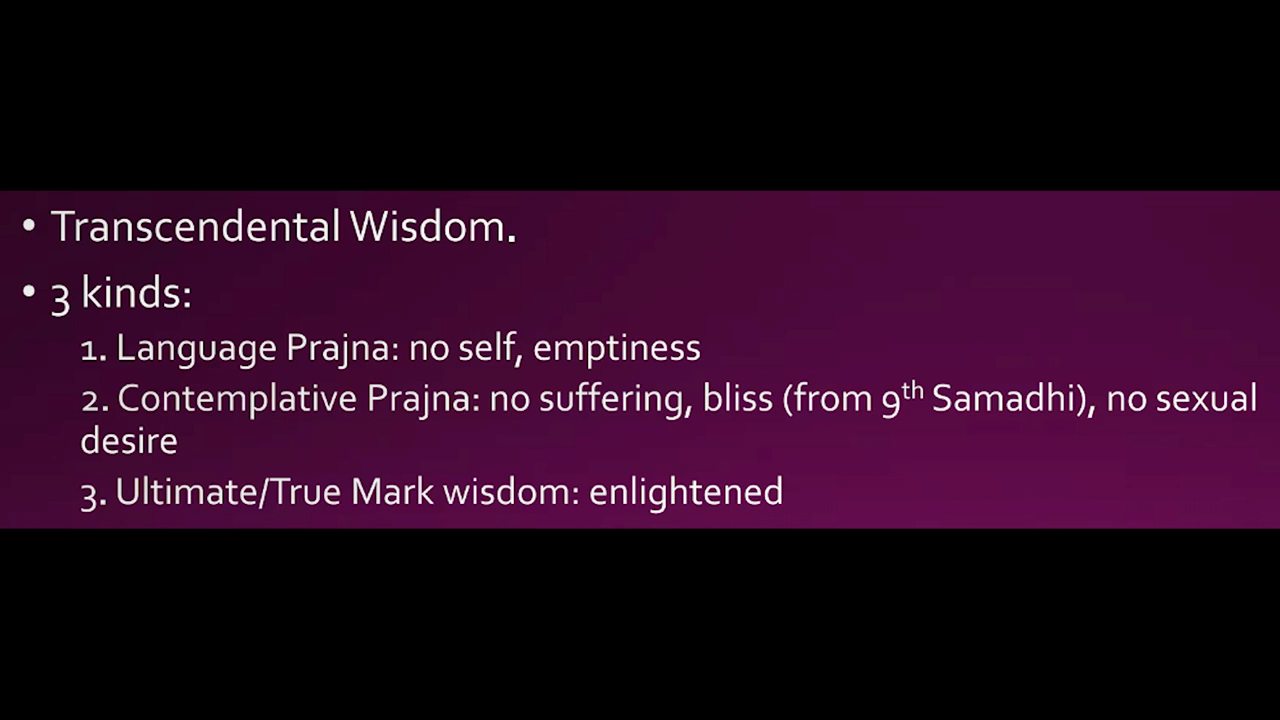 • Transcendental Wisdom.
• 3 kinds:
1. Language Prajna: no self, emptiness
2. Contemplative Prajna: no suffering, bliss (from 9th Samadhi), no sexual
desire
3. Ultimate/True Mark wisdom: enlightened